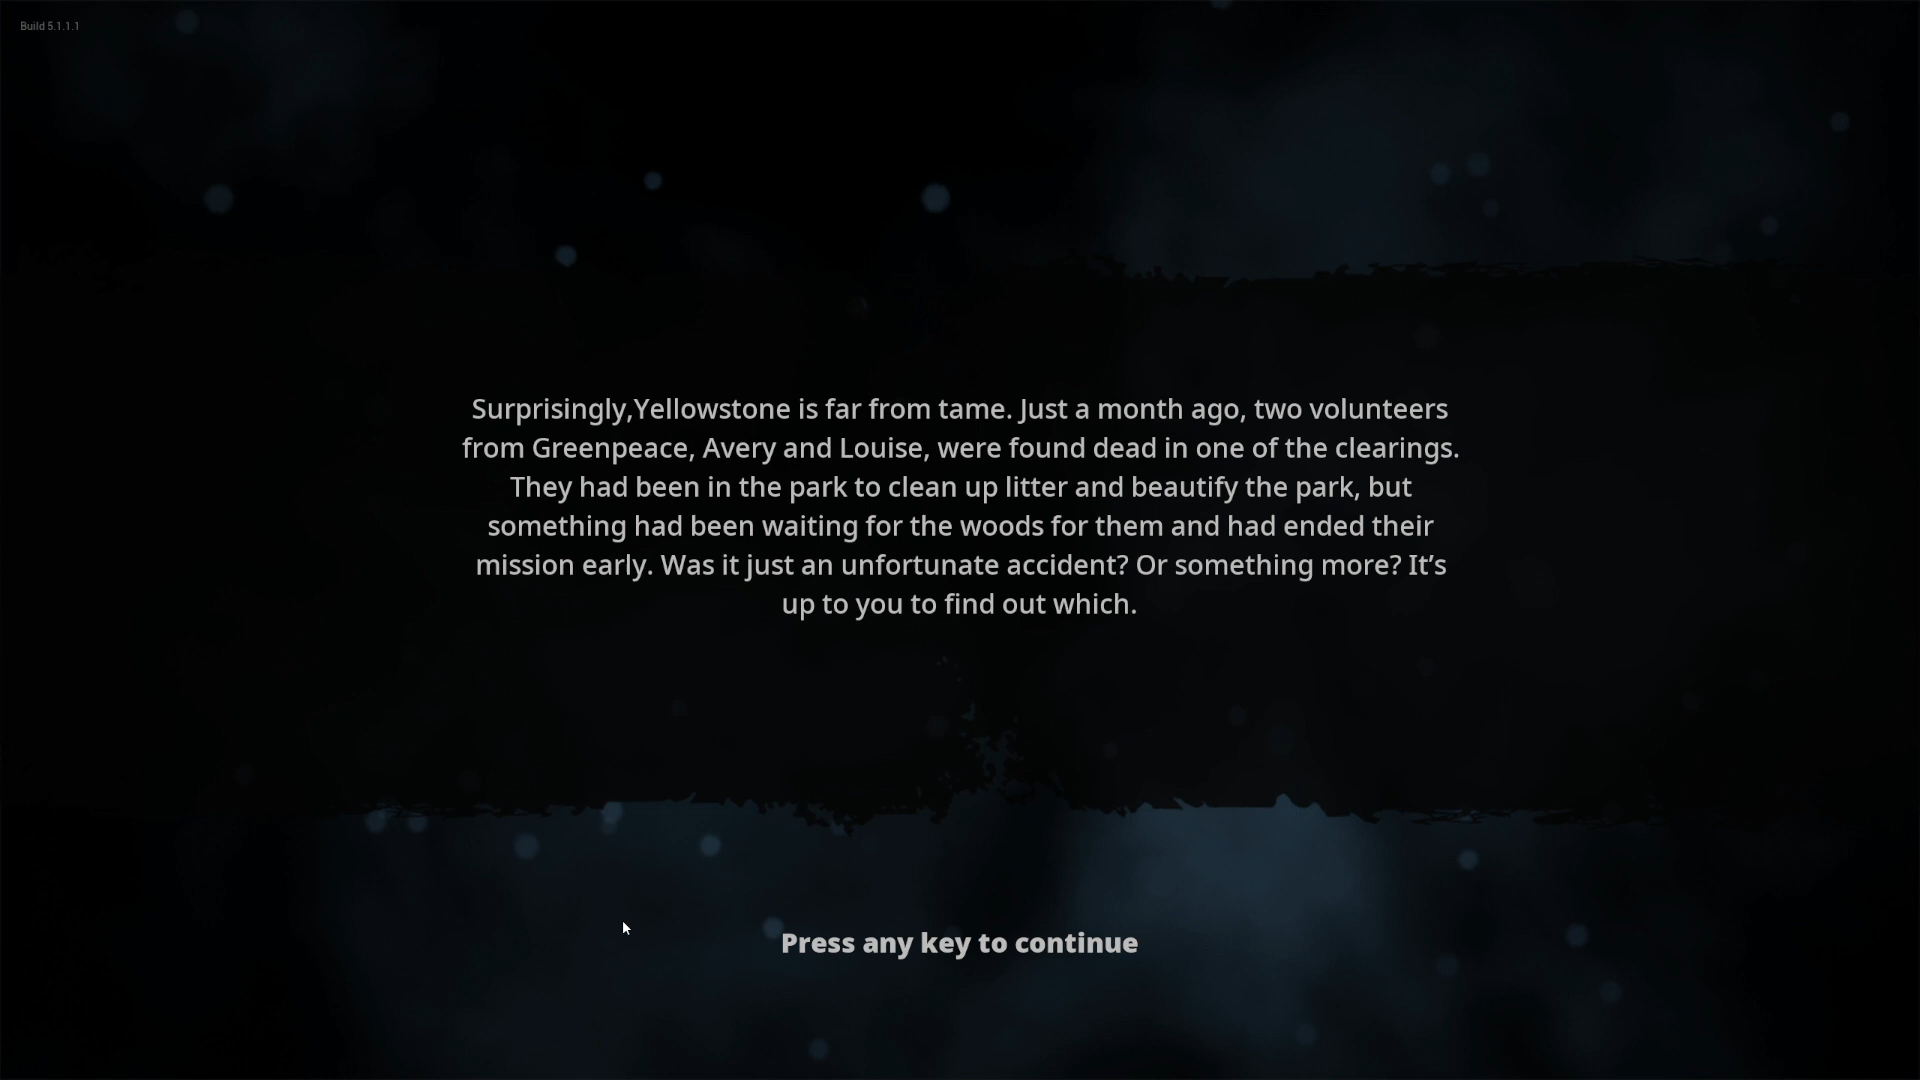 Build 5.1.1.1
Surprisingly,Yellowstone is far from tame. Just a month ago, two volunteers
from Greenpeace, Avery and Louise, were found dead in one of the clearings.
They had been in the park to clean up litter and beautify the park, but
something had been waiting for the woods for them and had ended their
mission early. Was it just an unfortunate accident? Or something more? It’s
up to you to find out which.
Press any key to continue